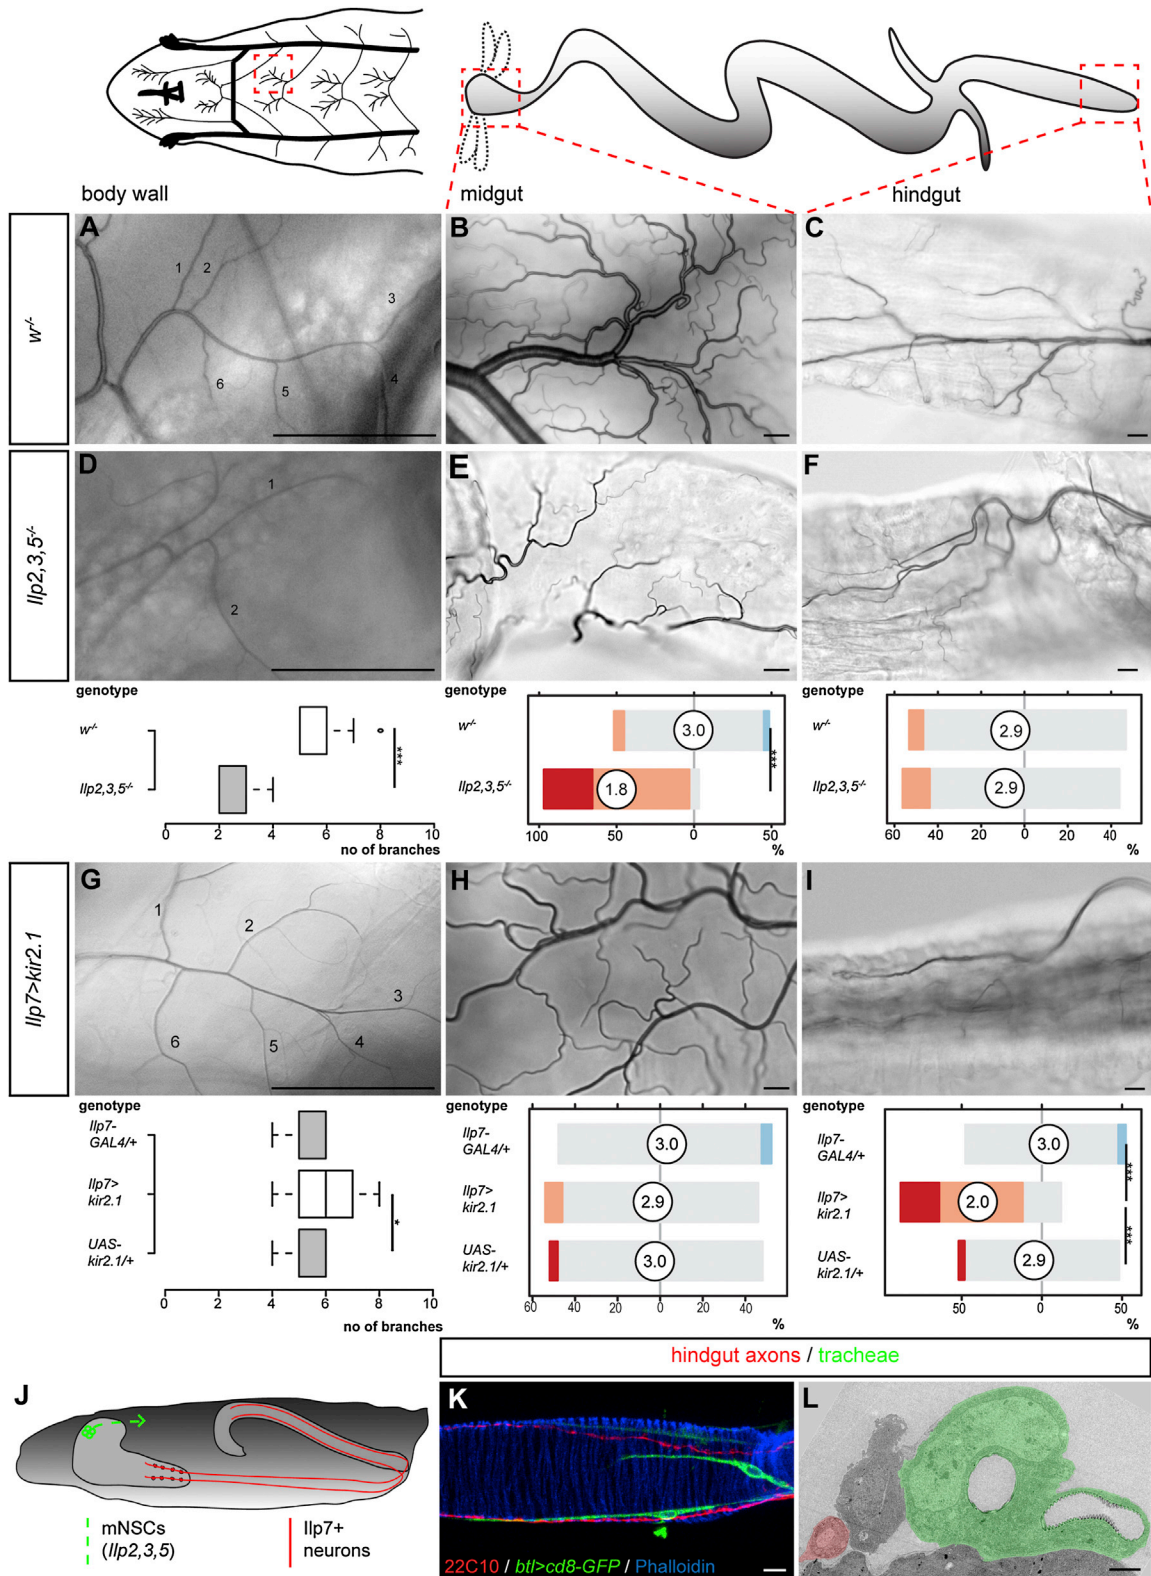 body wall
midgut
hindgut
w-/-
A
1
2
3
4
5
6
B
C
Ilp2,3,5-/-
D
1
2
E
F
genotype
w-/-
Ilp2,3,5-/-
***
0 2 4 6 8 10
no of branches
genotype
w-/-
3.0
Ilp2,3,5-/-
1.8
***
100 50 0 50
%
genotype
w-/-
2.9
Ilp2,3,5-/-
2.9
60 40 20 0 20 40
%
Ilp7>kir2.1
G
1
2
3
4
5
6
H
I
genotype
Ilp7-
GAL4/+
Ilp7>
kir2.1
UAS-
kir2.1/+
*
0 2 4 6 8 10
no of branches
genotype
Ilp7-
GAL4/+
3.0
Ilp7>
kir2.1
2.9
UAS-
kir2.1/+
3.0
60 40 20 0 20 40
%
genotype
Ilp7-
GAL4/+
3.0
Ilp7>
kir2.1
2.0
UAS-
kir2.1/+
2.9
***
***
50 0 50
%
hindgut axons / tracheae
J
mNSCs
(Ilp2,3,5)
Ilp7+
neurons
K
22C10 / btl>cd8-GFP / Phalloidin
L